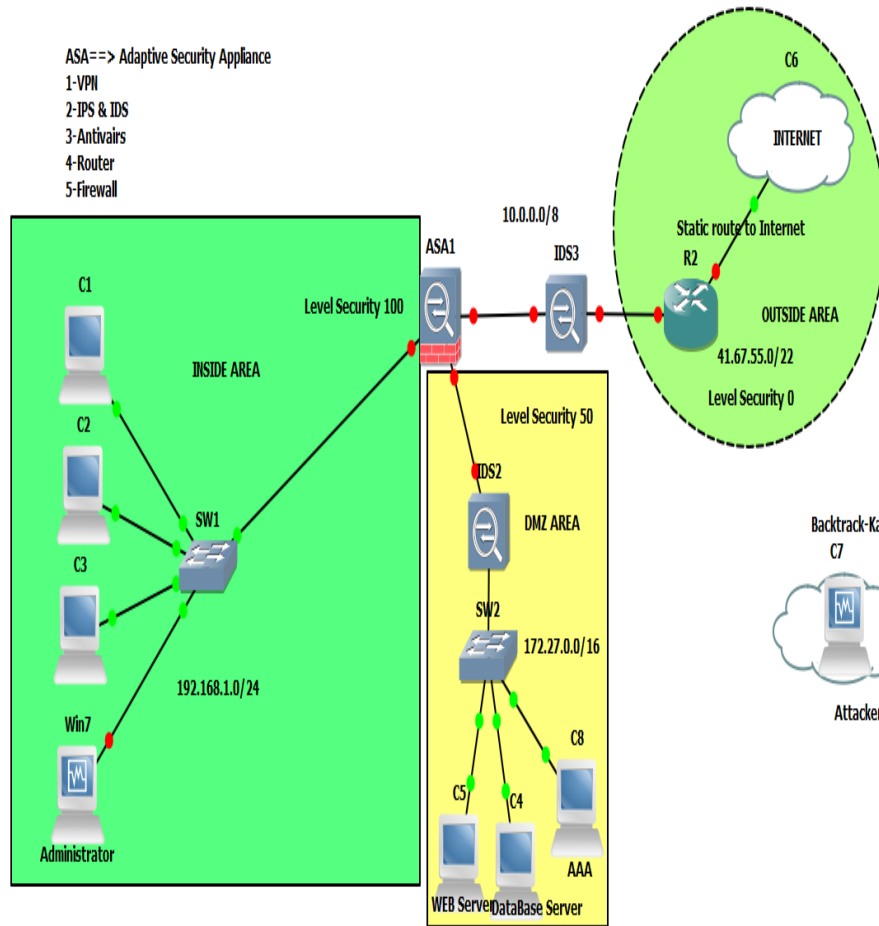 ASA==> Adaptive Security Appliance
1-VPN
2-IPS & IDS
3-Antivairs
4-Router
5-Firewall
C6
INTERNET
10.0.0.0/8
Static route to Internet
ASA1
IDS3
R2
C1
Level Security 100
OUTSIDE AREA
INSIDE AREA
41.67.55.0/22
Level Security 0
C2
Level Security 50
IDS2
SW1
DMZ AREA
Backtrack-Ka
C7
C3
SW2
172.27.0.0/16
192.168.1.0/24
Attacker
Win7
C8
C5
C4
Administrator
AAA
WEB Server
DataBase Server